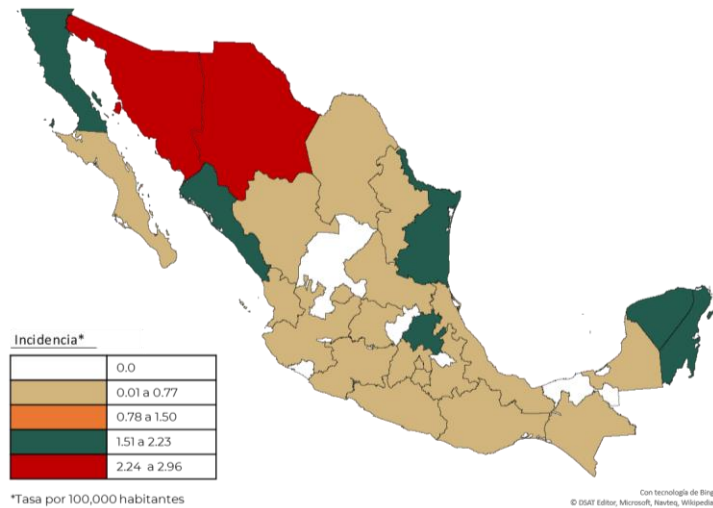 Incidencia*
0.0
0.01 a 0.77
0.78 a 1.50
1.51 a 2.23
2.24 a 2.96
*Tasa por 100,000 habitantes
Con tecnología de Bing
© DSAT Editor, Microsoft, Navteq, Wikipedia